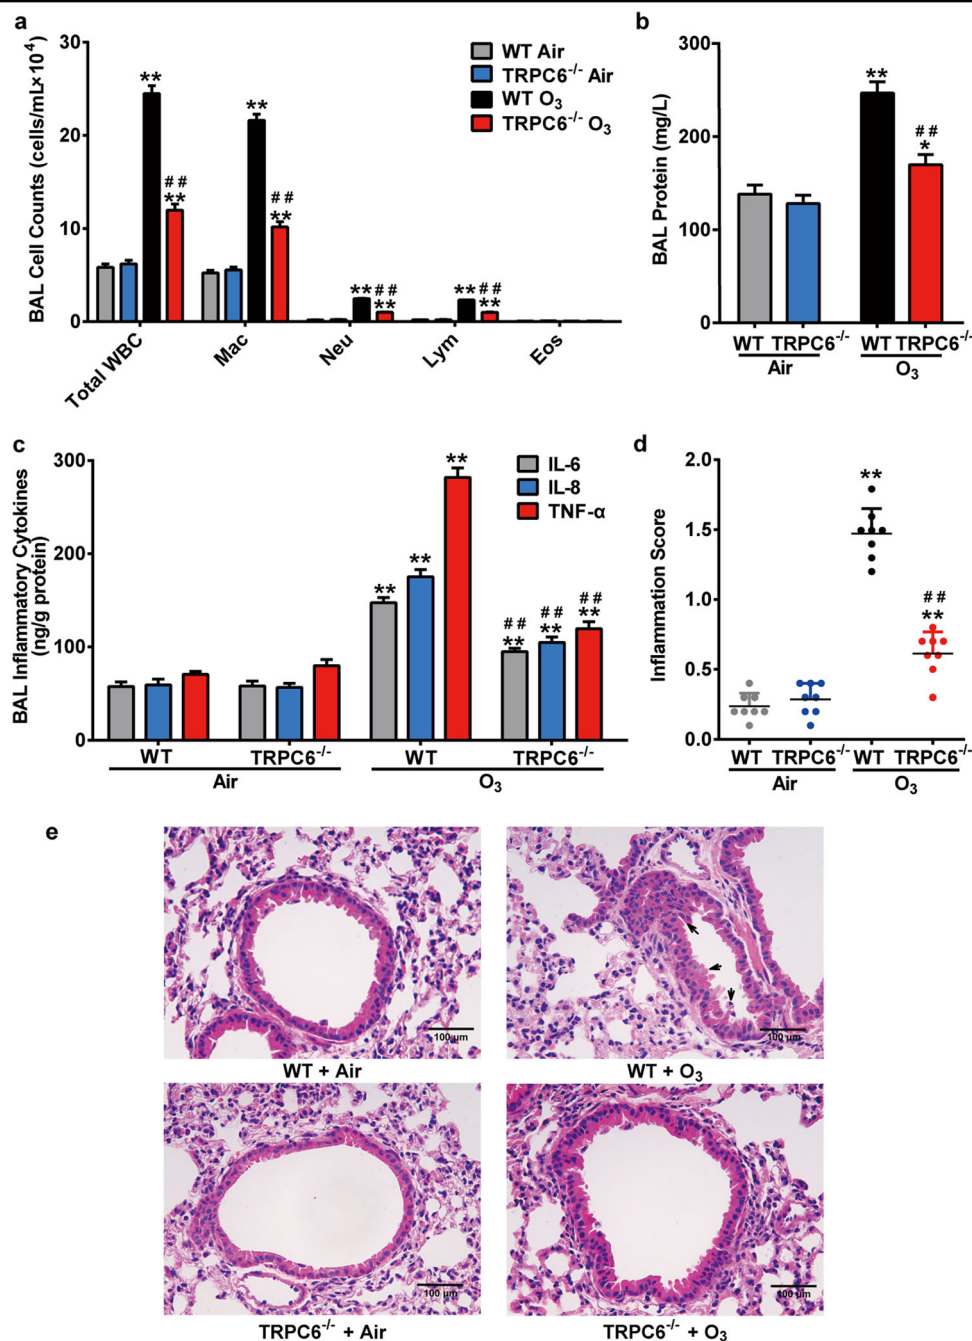 a
BAL Cell Counts (cells/mL×10⁴)
30
20
10
0
WT Air
TRPC6⁻/⁻ Air
WT O₃
TRPC6⁻/⁻ O₃
**
##
**
**
##
**
**
##
**
**
##
**
Total WBC
Mac
Neu
Lym
Eos
b
BAL Protein (mg/L)
300
200
100
0
**
##
*
WT TRPC6⁻/⁻ WT TRPC6⁻/⁻
Air O₃
c
BAL Inflammatory Cytokines
(ng/g protein)
300
200
100
0
IL-6
IL-8
TNF-α
**
**
**
## ## ##
** ** **
WT TRPC6⁻/⁻ WT TRPC6⁻/⁻
Air O₃
d
Inflammation Score
2.0
1.5
1.0
0.5
0.0
**
##
**
WT TRPC6⁻/⁻ WT TRPC6⁻/⁻
Air O₃
e
100 μm
100 μm
WT + Air WT + O₃
100 μm
100 μm
TRPC6⁻/⁻ + Air TRPC6⁻/⁻ + O₃